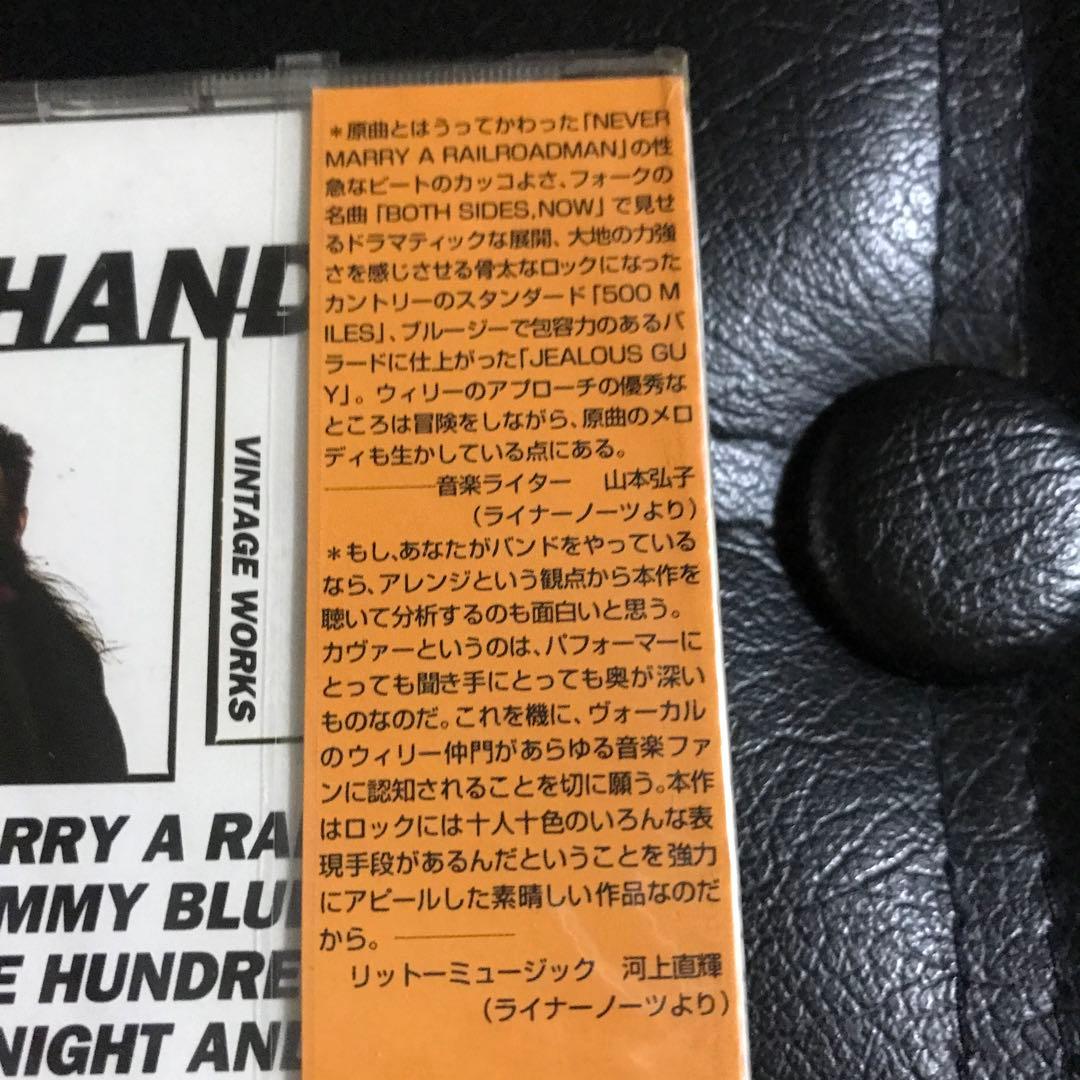 HAND
VINTAGE WORKS
RRY A RA
MMY BLU
E HUNDRE
NIGHT AN
＊原曲とはうってかわった「NEVER
MARRY A RAILROADMAN」の性
急なビートのカッコよさ、フォークの
名曲「BOTH SIDES,NOW」で見せ
るドラマティックな展開、大地の力強
さを感じさせる骨太なロックになった
カントリーのスタンダード「500 M
ILES」、ブルージーで包容力のあるバ
ラードに仕上がった「JEALOUS GU
Y」。ウィリーのアプローチの優秀な
ところは冒険をしながら、原曲のメロ
ディも生かしている点にある。
————音楽ライター　山本弘子
（ライナーノーツより）
＊もし、あなたがバンドをやっている
なら、アレンジという観点から本作を
聴いて分析するのも面白いと思う。
カヴァーというのは、パフォーマーに
とっても聞き手にとっても奥が深い
ものなのだ。これを機に、ヴォーカル
のウィリー仲門があらゆる音楽ファ
ンに認知されることを切に願う。本作
はロックには十人十色のいろんな表
現手段があるんだということを強力
にアピールした素晴しい作品なのだ
から。————
リットーミュージック　河上直輝
（ライナーノーツより）